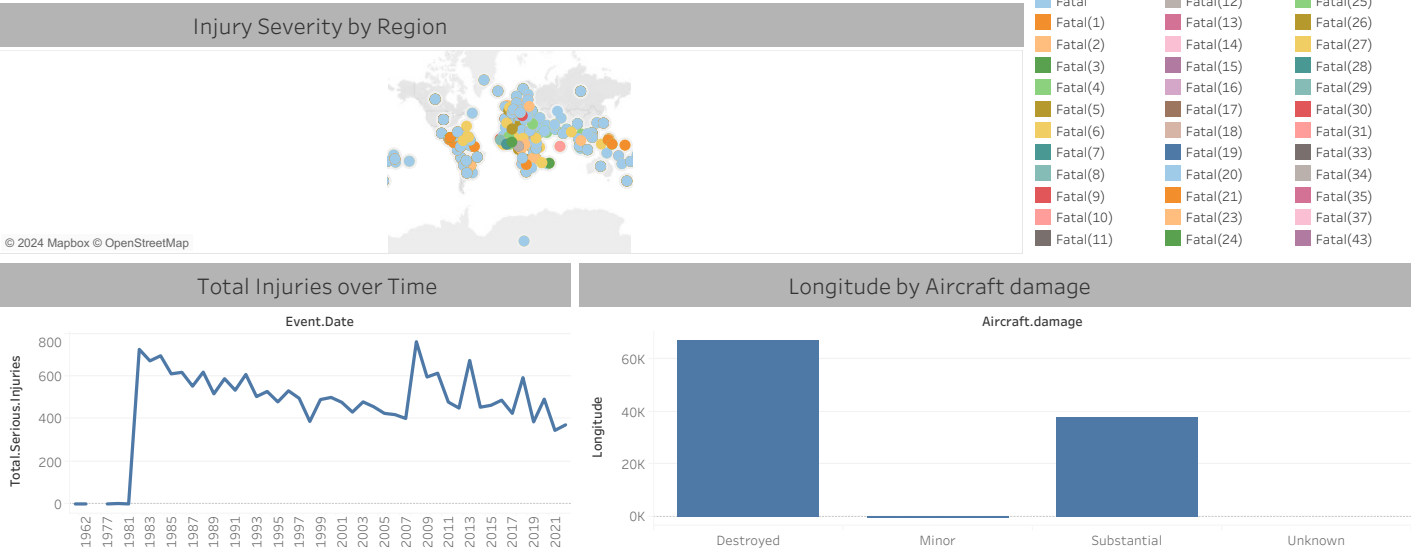 Injury Severity by Region
© 2024 Mapbox © OpenStreetMap
Fatal
Fatal(1)
Fatal(2)
Fatal(3)
Fatal(4)
Fatal(5)
Fatal(6)
Fatal(7)
Fatal(8)
Fatal(9)
Fatal(10)
Fatal(11)
Fatal(12)
Fatal(13)
Fatal(14)
Fatal(15)
Fatal(16)
Fatal(17)
Fatal(18)
Fatal(19)
Fatal(20)
Fatal(21)
Fatal(23)
Fatal(24)
Fatal(25)
Fatal(26)
Fatal(27)
Fatal(28)
Fatal(29)
Fatal(30)
Fatal(31)
Fatal(33)
Fatal(34)
Fatal(35)
Fatal(37)
Fatal(43)
Total Injuries over Time
Event.Date
Total.Serious.Injuries
800
600
400
200
0
1962
1977
1981
1983
1985
1987
1989
1991
1993
1995
1997
1999
2001
2003
2005
2007
2009
2011
2013
2015
2017
2019
2021
Longitude by Aircraft damage
Aircraft.damage
Longitude
60K
40K
20K
0K
Destroyed
Minor
Substantial
Unknown